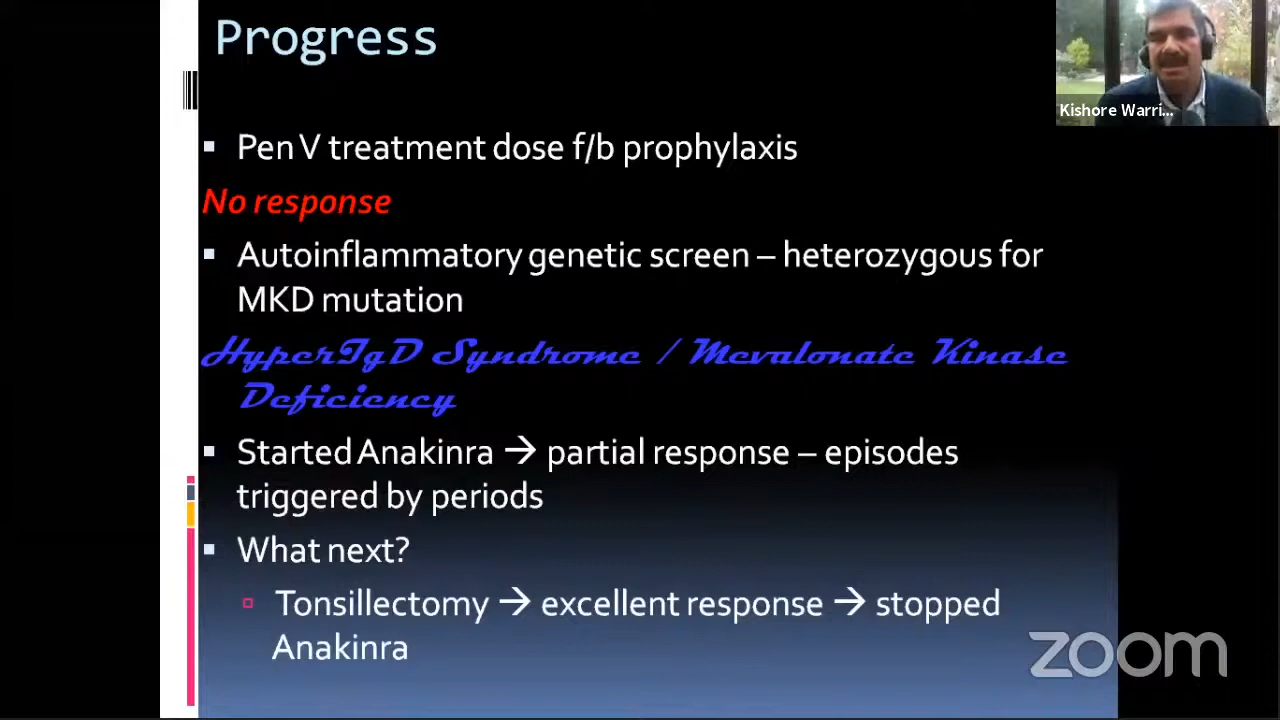 Progress
Kishore Warri...
Pen V treatment dose f/b prophylaxis
No response
Autoinflammatory genetic screen – heterozygous for
MKD mutation
HyperIgD Syndrome / Mevalonate Kinase
Deficiency
Started Anakinra → partial response – episodes
triggered by periods
What next?
Tonsillectomy → excellent response → stopped
Anakinra
zoom